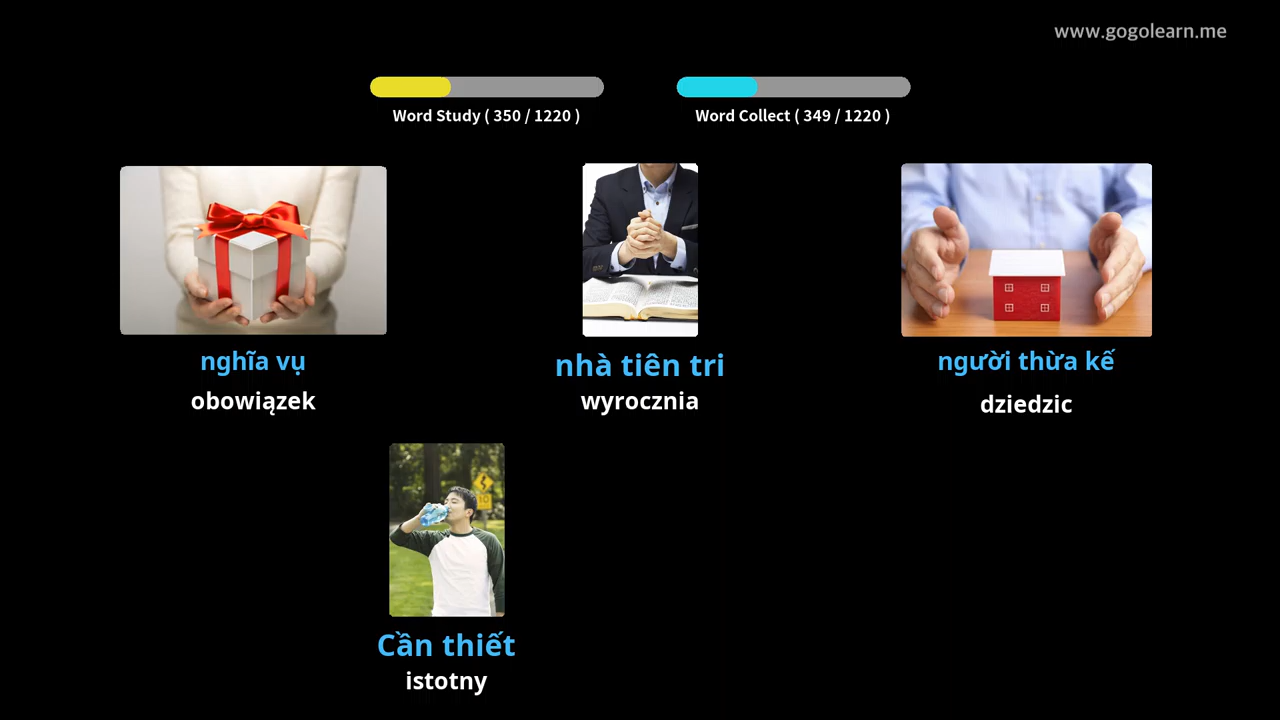 www.gogolearn.me
Word Study ( 350 / 1220 )
Word Collect ( 349 / 1220 )
nghĩa vụ
obowiązek
nhà tiên tri
wyrocznia
người thừa kế
dziedzic
Cần thiết
istotny